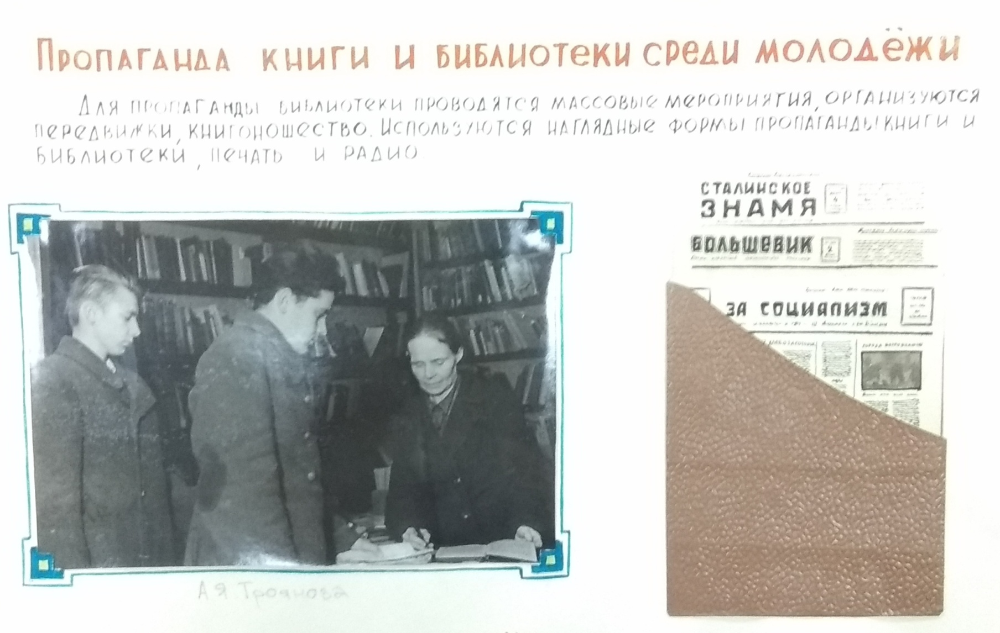 Пропаганда книги и библиотеки среди молодёжи
Для пропаганды библиотеки проводятся массовые мероприятия, организуются
передвижки, книгоношество. Используются наглядные формы пропаганды книги и
библиотеки, печать и радио.
СТАЛИНСКОЕ
ЗНАМЯ
БОЛЬШЕВИК
ЗА СОЦИАЛИЗМ
А Я Троянова